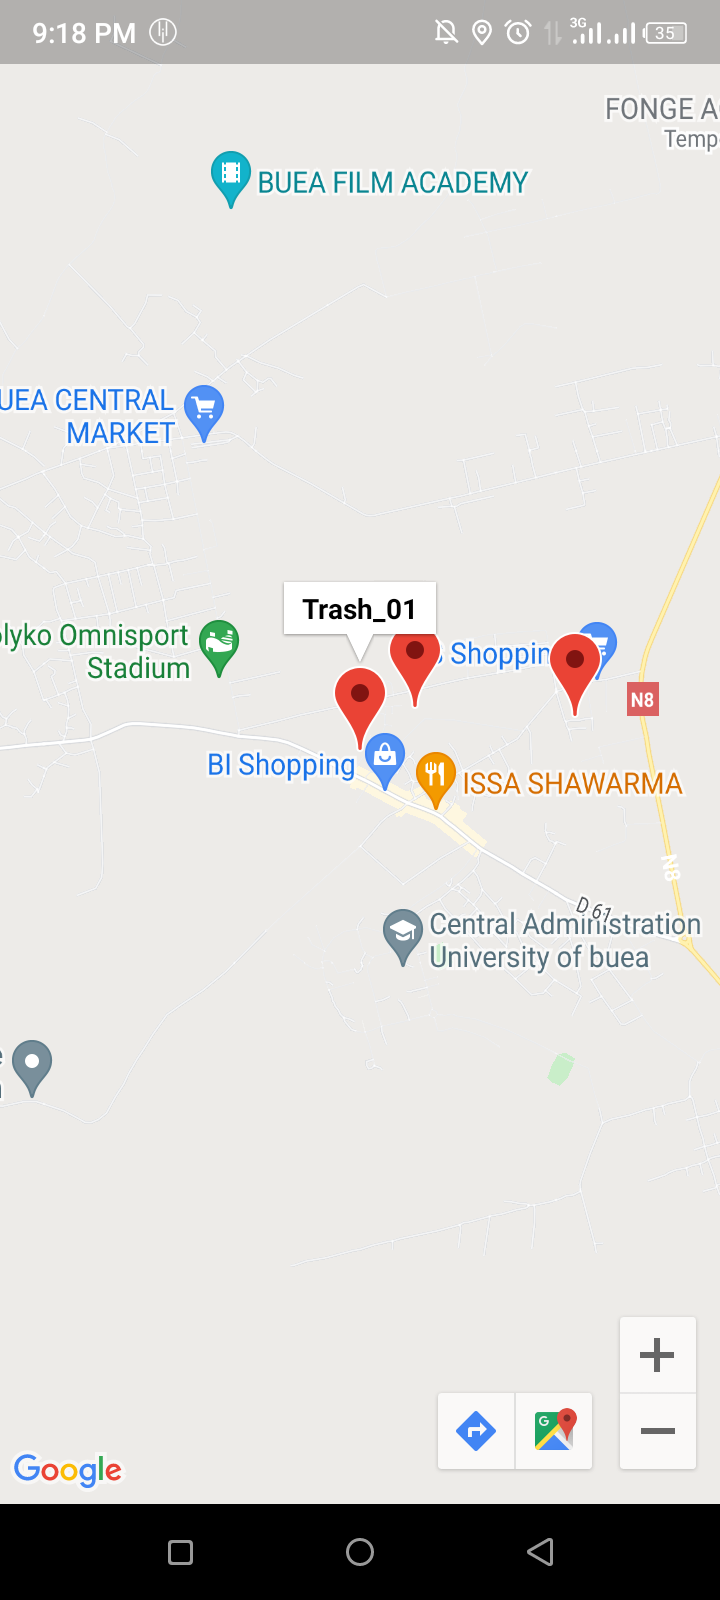 9:18 PM
3G
35
FONGE A
Temp
BUEA FILM ACADEMY
UEA CENTRAL
MARKET
Trash_01
olyko Omnisport
Stadium
s Shoppin
N8
BI Shopping
ISSA SHAWARMA
N8
D 61
Central Administration
University of buea
e
G
Google